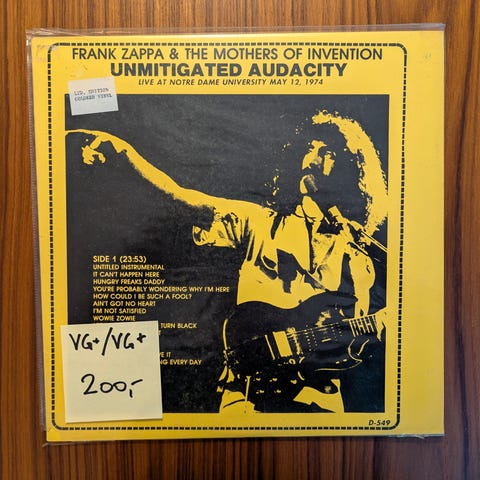 FRANK ZAPPA & THE MOTHERS OF INVENTION
UNMITIGATED AUDACITY
LIVE AT NOTRE DAME UNIVERSITY MAY 12, 1974
LTD. EDITION
COLORED VINYL
SIDE 1 (23:53)
UNTITLED INSTRUMENTAL
IT CAN'T HAPPEN HERE
HUNGRY FREAKS DADDY
YOU'RE PROBABLY WONDERING WHY I'M HERE
HOW COULD I BE SUCH A FOOL?
AIN'T GOT NO HEART
I'M NOT SATISFIED
WOWIE ZOWIE
TURN BLACK
VE IT
NG EVERY DAY
VG+/VG+
200,-
D-549